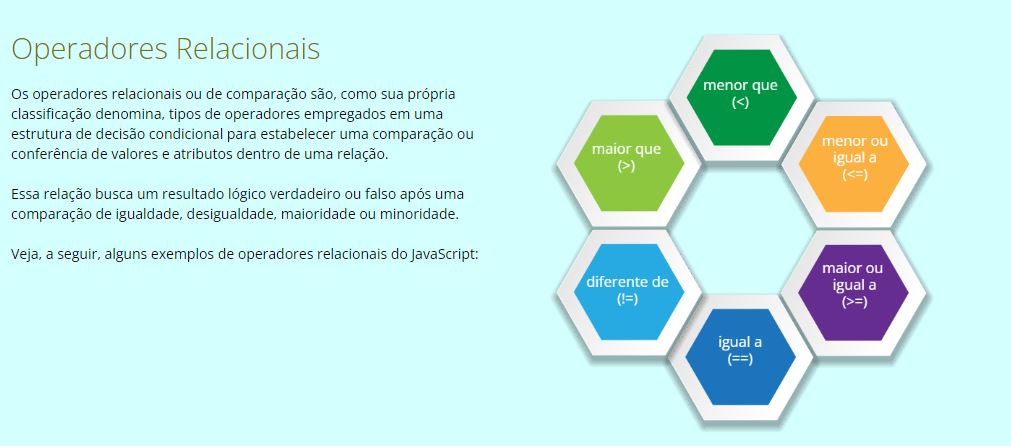 Operadores Relacionais
Os operadores relacionais ou de comparação são, como sua própria
classificação denomina, tipos de operadores empregados em uma
estrutura de decisão condicional para estabelecer uma comparação ou
conferência de valores e atributos dentro de uma relação.
Essa relação busca um resultado lógico verdadeiro ou falso após uma
comparação de igualdade, desigualdade, maioridade ou minoridade.
Veja, a seguir, alguns exemplos de operadores relacionais do JavaScript:
menor que
(<)
menor ou
igual a
(<=)
maior ou
igual a
(>=)
igual a
(==)
diferente de
(!=)
maior que
(>)